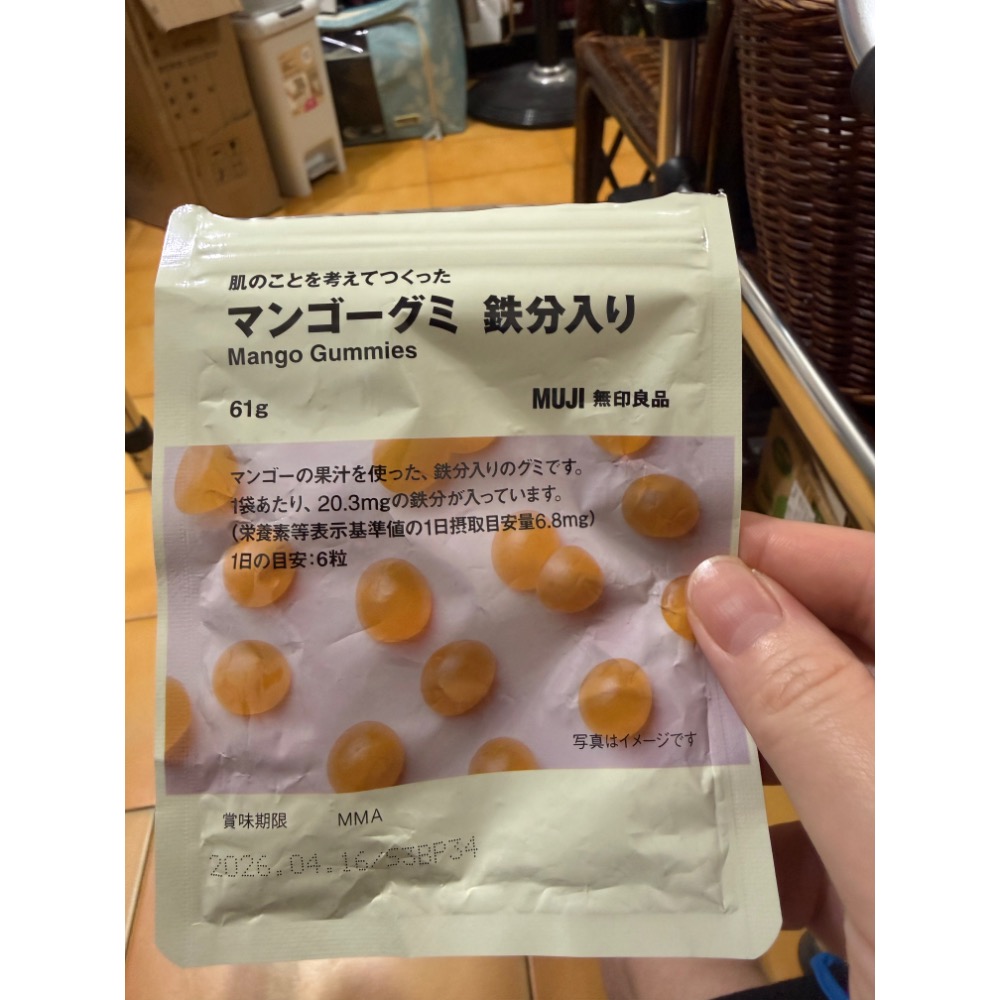 肌のことを考えてつくった
マンゴーグミ 鉄分入り
Mango Gummies
61g
MUJI 無印良品
マンゴーの果汁を使った、鉄分入りのグミです。
1袋あたり、20.3mgの鉄分が入っています。
(栄養素等表示基準値の1日摂取目安量6.8mg)
1日の目安:6粒
写真はイメージです
賞味期限 MMA
2026.04.16/S3BP34